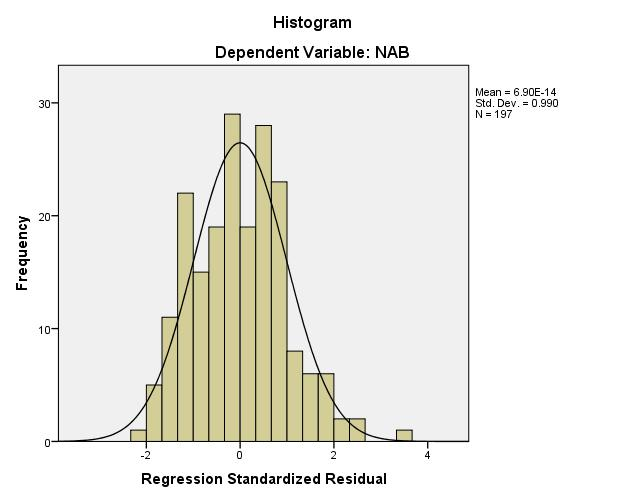 Histogram
Dependent Variable: NAB
Mean = 6.90E-14
Std. Dev. = 0.990
N = 197
Frequency
30
20
10
0
-2
0
2
4
Regression Standardized Residual